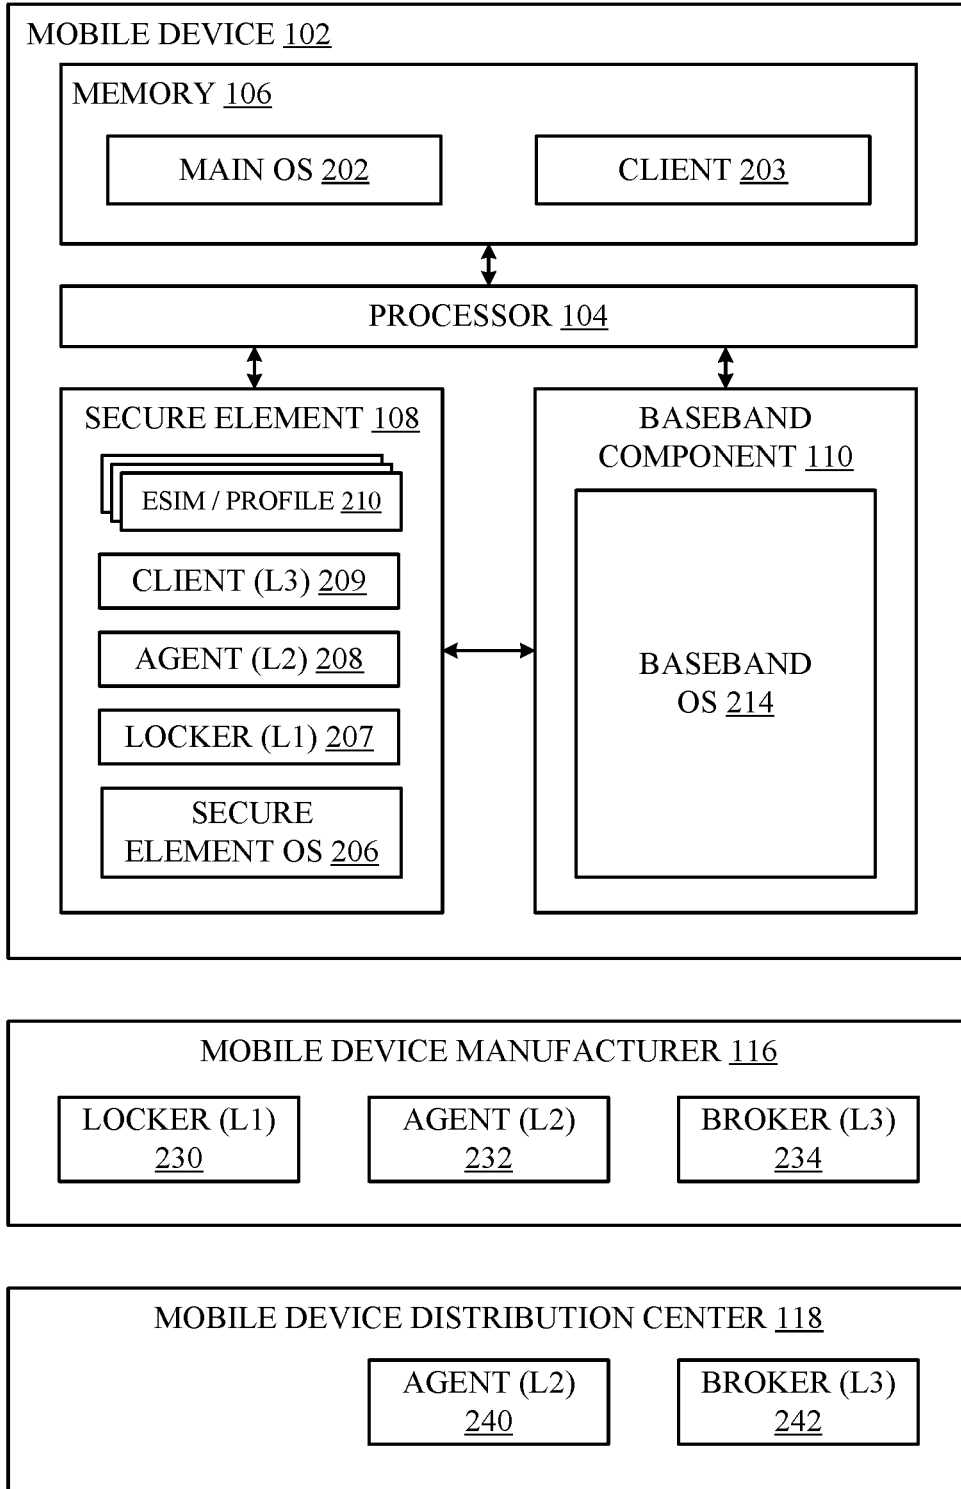 MOBILE DEVICE 102
MEMORY 106
MAIN OS 202
CLIENT 203
PROCESSOR 104
SECURE ELEMENT 108
ESIM / PROFILE 210
CLIENT (L3) 209
AGENT (L2) 208
LOCKER (L1) 207
SECURE
ELEMENT OS 206
BASEBAND
COMPONENT 110
BASEBAND
OS 214
MOBILE DEVICE MANUFACTURER 116
LOCKER (L1)
230
AGENT (L2)
232
BROKER (L3)
234
MOBILE DEVICE DISTRIBUTION CENTER 118
AGENT (L2)
240
BROKER (L3)
242